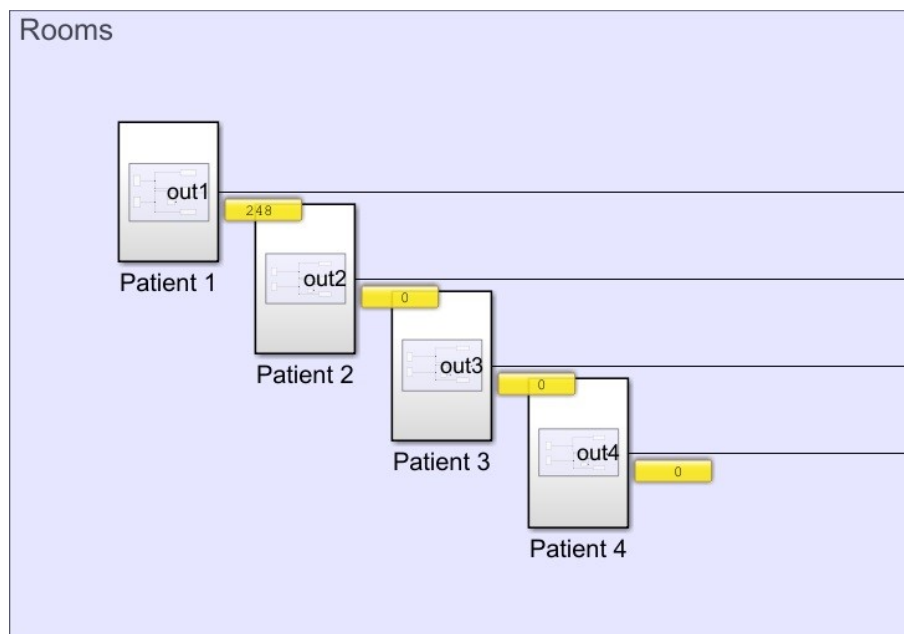 Rooms
out1
248
Patient 1
out2
0
Patient 2
out3
0
Patient 3
out4
0
Patient 4